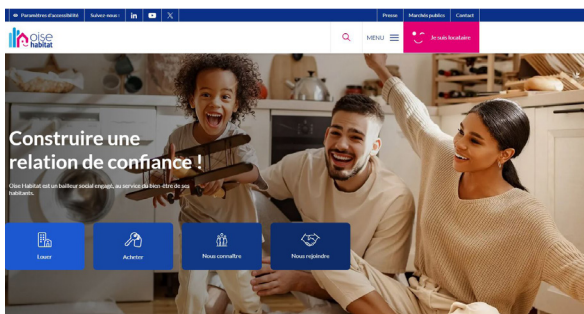 Paramètres d'accessibilité Suivez-nous : in X Presse Marchés publics Contact
oise
habitat
MENU
Je suis locataire
Construire une
relation de confiance !
Oise Habitat est un bailleur social engagé, au service du bien-être de ses
habitants.
Louer
Acheter
Nous connaître
Nous rejoindre